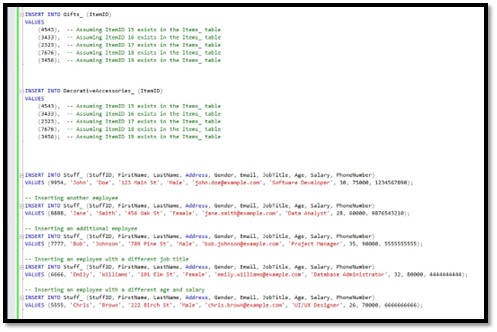 INSERT INTO Gifts_ (ItemID)
VALUES
(4543), -- Assuming ItemID 15 exists in the Items_ table
(3433), -- Assuming ItemID 16 exists in the Items_ table
(2323), -- Assuming ItemID 17 exists in the Items_ table
(7676), -- Assuming ItemID 18 exists in the Items_ table
(3456); -- Assuming ItemID 19 exists in the Items_ table
INSERT INTO DecorativeAccessories_ (ItemID)
VALUES
(4543), -- Assuming ItemID 15 exists in the Items_ table
(3433), -- Assuming ItemID 16 exists in the Items_ table
(2323), -- Assuming ItemID 17 exists in the Items_ table
(7676), -- Assuming ItemID 18 exists in the Items_ table
(3456); -- Assuming ItemID 19 exists in the Items_ table
INSERT INTO Stuff_ (StuffID, FirstName, LastName, Address, Gender, Email, JobTitle, Age, Salary, PhoneNumber)
VALUES (9954, 'John', 'Doe', '123 Main St', 'Male', 'john.doe@example.com', 'Software Developer', 30, 75000, 1234567890);
-- Inserting another employee
INSERT INTO Stuff_ (StuffID, FirstName, LastName, Address, Gender, Email, JobTitle, Age, Salary, PhoneNumber)
VALUES (8888, 'Jane', 'Smith', '456 Oak St', 'Female', 'jane.smith@example.com', 'Data Analyst', 28, 60000, 9876543210);
-- Inserting an additional employee
INSERT INTO Stuff_ (StuffID, FirstName, LastName, Address, Gender, Email, JobTitle, Age, Salary, PhoneNumber)
VALUES (7777, 'Bob', 'Johnson', '789 Pine St', 'Male', 'bob.johnson@example.com', 'Project Manager', 35, 90000, 5555555555);
-- Inserting an employee with a different job title
INSERT INTO Stuff_ (StuffID, FirstName, LastName, Address, Gender, Email, JobTitle, Age, Salary, PhoneNumber)
VALUES (6666, 'Emily', 'Williams', '101 Elm St', 'Female', 'emily.williams@example.com', 'Database Administrator', 32, 80000, 4444444444);
-- Inserting an employee with a different age and salary
INSERT INTO Stuff_ (StuffID, FirstName, LastName, Address, Gender, Email, JobTitle, Age, Salary, PhoneNumber)
VALUES (5555, 'Chris', 'Brown', '222 Birch St', 'Male', 'chris.brown@example.com', 'UI/UX Designer', 26, 70000, 6666666666);